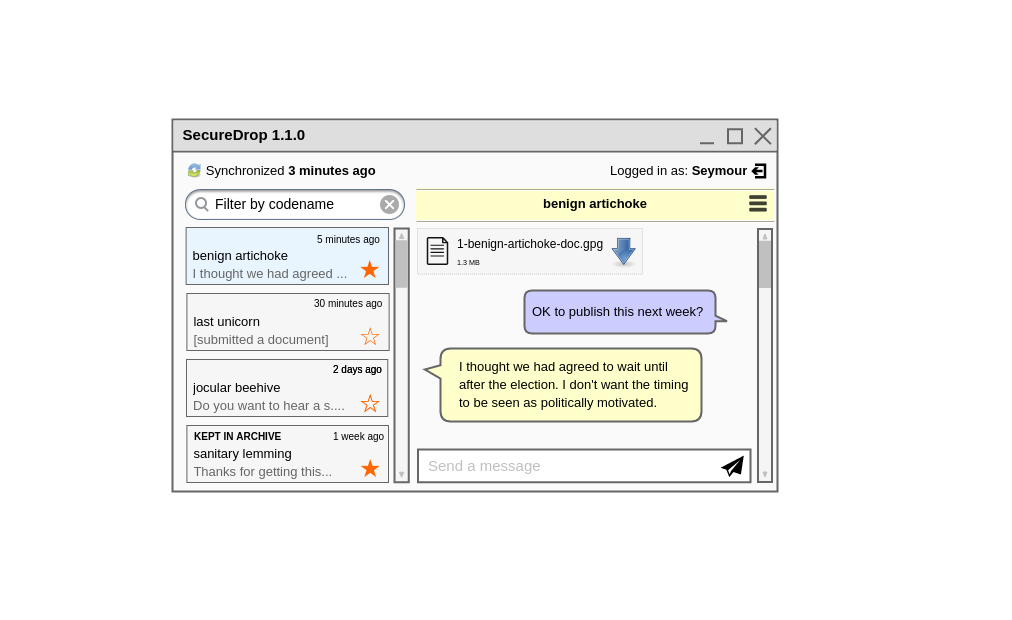 SecureDrop 1.1.0
Synchronized 3 minutes ago
Logged in as: Seymour
Filter by codename
benign artichoke
5 minutes ago
benign artichoke
I thought we had agreed ...
30 minutes ago
last unicorn
[submitted a document]
2 days ago
jocular beehive
Do you want to hear a s....
KEPT IN ARCHIVE 1 week ago
sanitary lemming
Thanks for getting this...
1-benign-artichoke-doc.gpg
1.3 MB
OK to publish this next week?
I thought we had agreed to wait until
after the election. I don't want the timing
to be seen as politically motivated.
Send a message